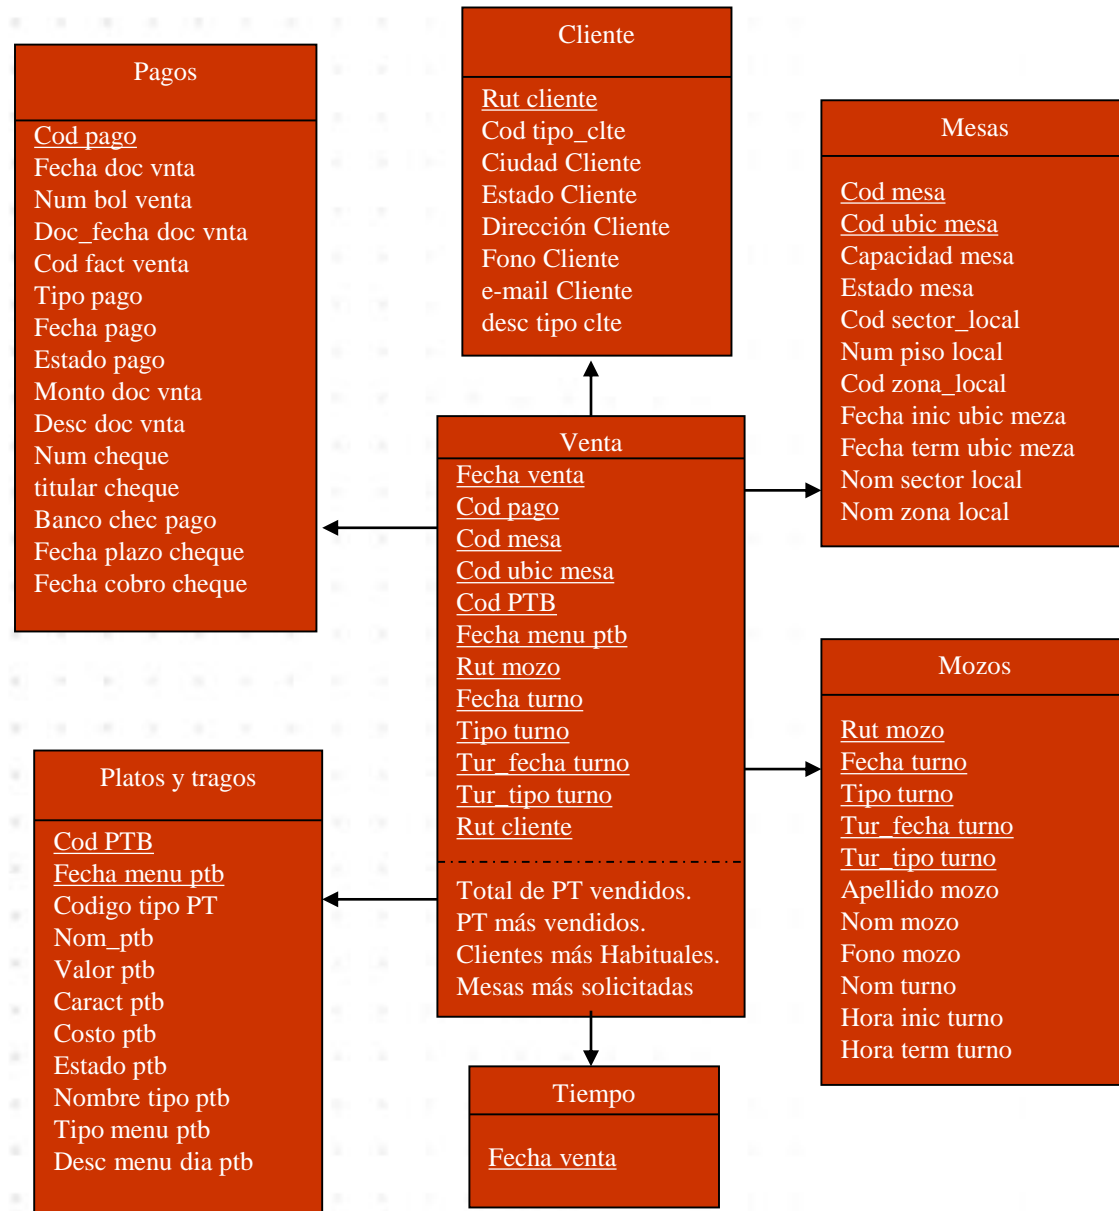 Pagos
Cod pago
Fecha doc vnta
Num bol venta
Doc_fecha doc vnta
Cod fact venta
Tipo pago
Fecha pago
Estado pago
Monto doc vnta
Desc doc vnta
Num cheque
titular cheque
Banco chec pago
Fecha plazo cheque
Fecha cobro cheque
Cliente
Rut cliente
Cod tipo_clte
Ciudad Cliente
Estado Cliente
Dirección Cliente
Fono Cliente
e-mail Cliente
desc tipo clte
Mesas
Cod mesa
Cod ubic mesa
Capacidad mesa
Estado mesa
Cod sector_local
Num piso local
Cod zona_local
Fecha inic ubic meza
Fecha term ubic meza
Nom sector local
Nom zona local
Venta
Fecha venta
Cod pago
Cod mesa
Cod ubic mesa
Cod PTB
Fecha menu ptb
Rut mozo
Fecha turno
Tipo turno
Tur_fecha turno
Tur_tipo turno
Rut cliente
Total de PT vendidos.
PT más vendidos.
Clientes más Habituales.
Mesas más solicitadas
Platos y tragos
Cod PTB
Fecha menu ptb
Codigo tipo PT
Nom_ptb
Valor ptb
Caract ptb
Costo ptb
Estado ptb
Nombre tipo ptb
Tipo menu ptb
Desc menu dia ptb
Mozos
Rut mozo
Fecha turno
Tipo turno
Tur_fecha turno
Tur_tipo turno
Apellido mozo
Nom mozo
Fono mozo
Nom turno
Hora inic turno
Hora term turno
Tiempo
Fecha venta